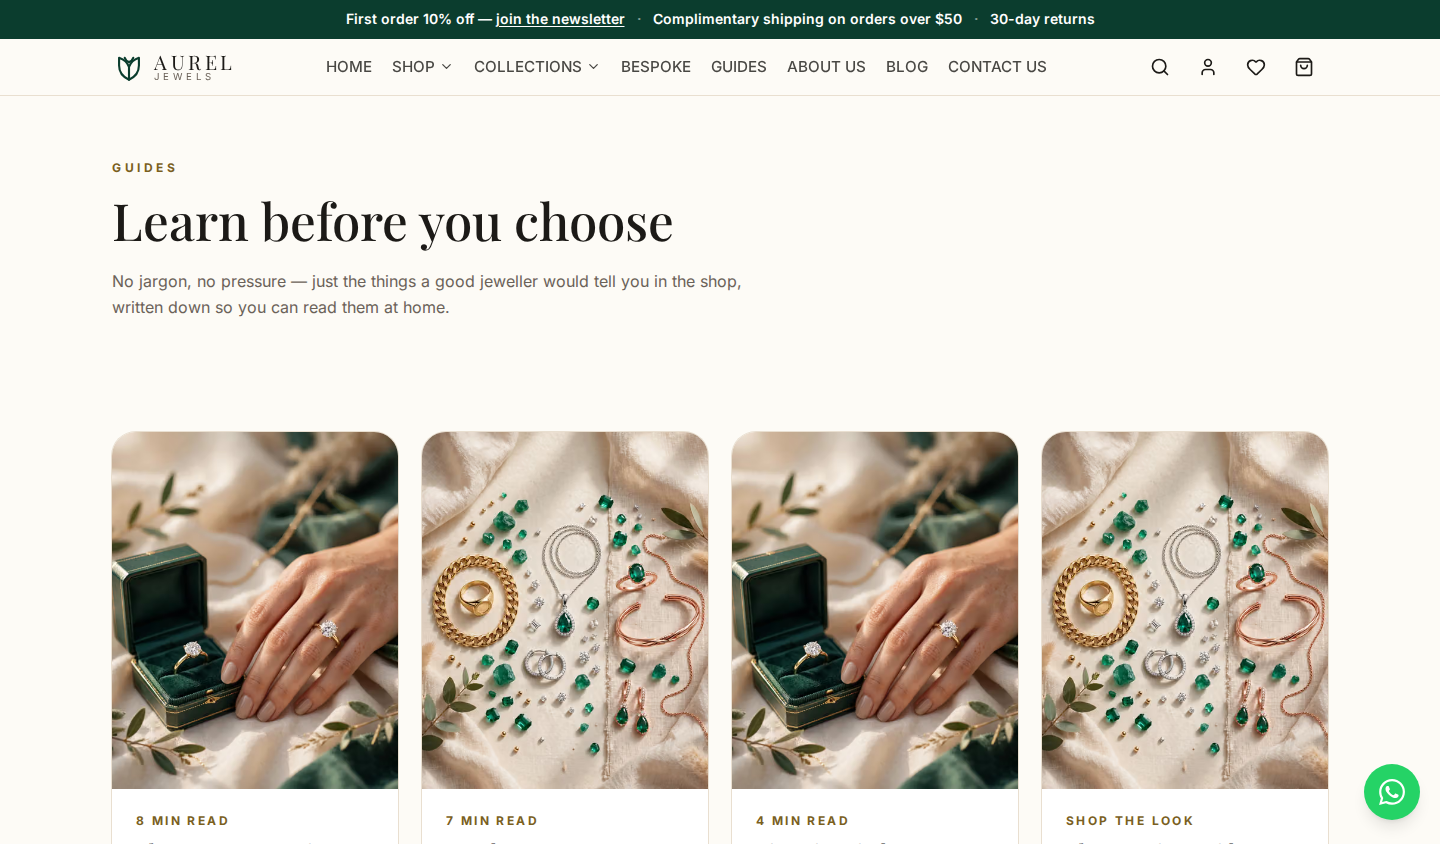 First order 10% off — join the newsletter · Complimentary shipping on orders over $50 · 30-day returns
AUREL
JEWELS
HOME SHOP COLLECTIONS BESPOKE GUIDES ABOUT US BLOG CONTACT US
GUIDES
Learn before you choose
No jargon, no pressure — just the things a good jeweller would tell you in the shop,
written down so you can read them at home.
8 MIN READ
7 MIN READ
4 MIN READ
SHOP THE LOOK